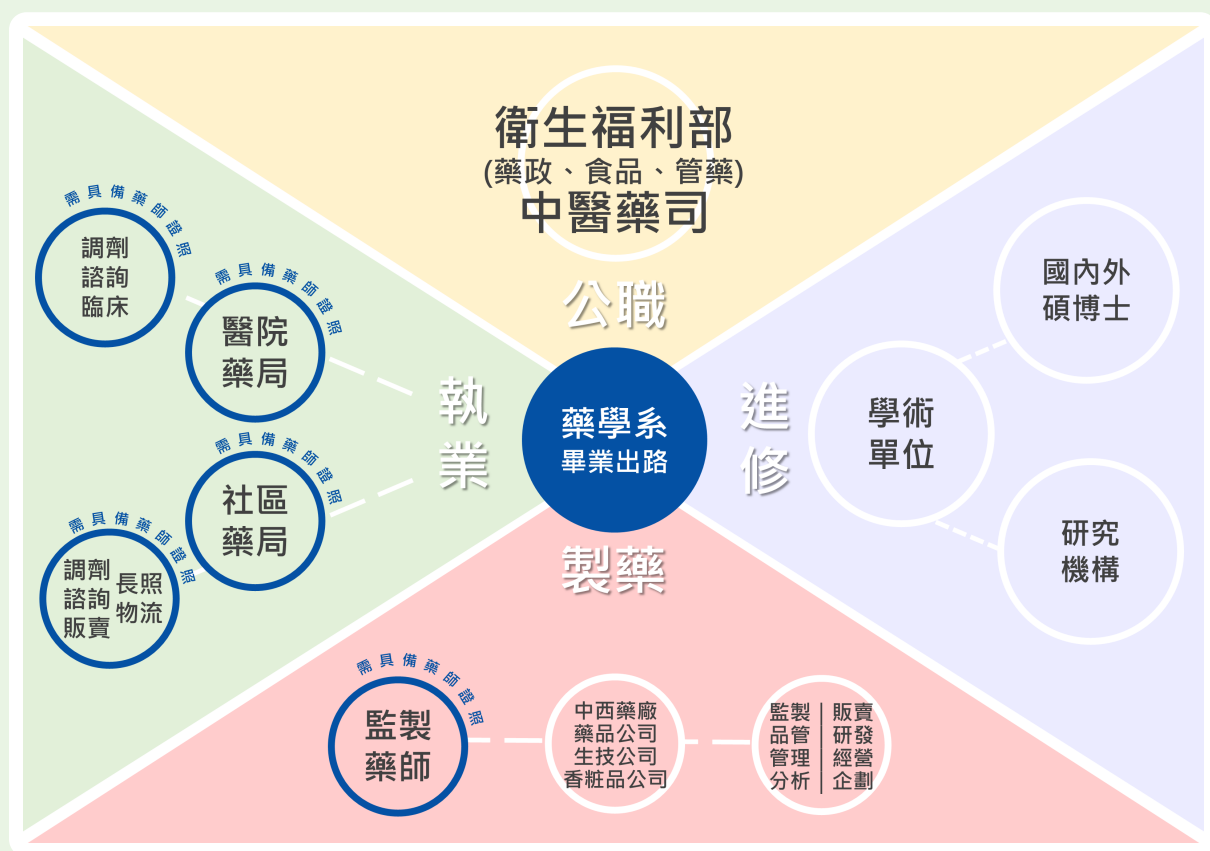 衛生福利部
(藥政、食品、管藥)
中醫藥司
公職
需具備藥師證照
調劑
諮詢
臨床
需具備藥師證照
醫院
藥局
需具備藥師證照
社區
藥局
需具備藥師證照
調劑
諮詢
販賣
長照
物流
執
業
藥學系
畢業出路
進
修
學術
單位
國內外
碩博士
研究
機構
製藥
需具備藥師證照
監製
藥師
中西藥廠
藥品公司
生技公司
香粧品公司
監製｜販賣
品管｜研發
管理｜經營
分析｜企劃